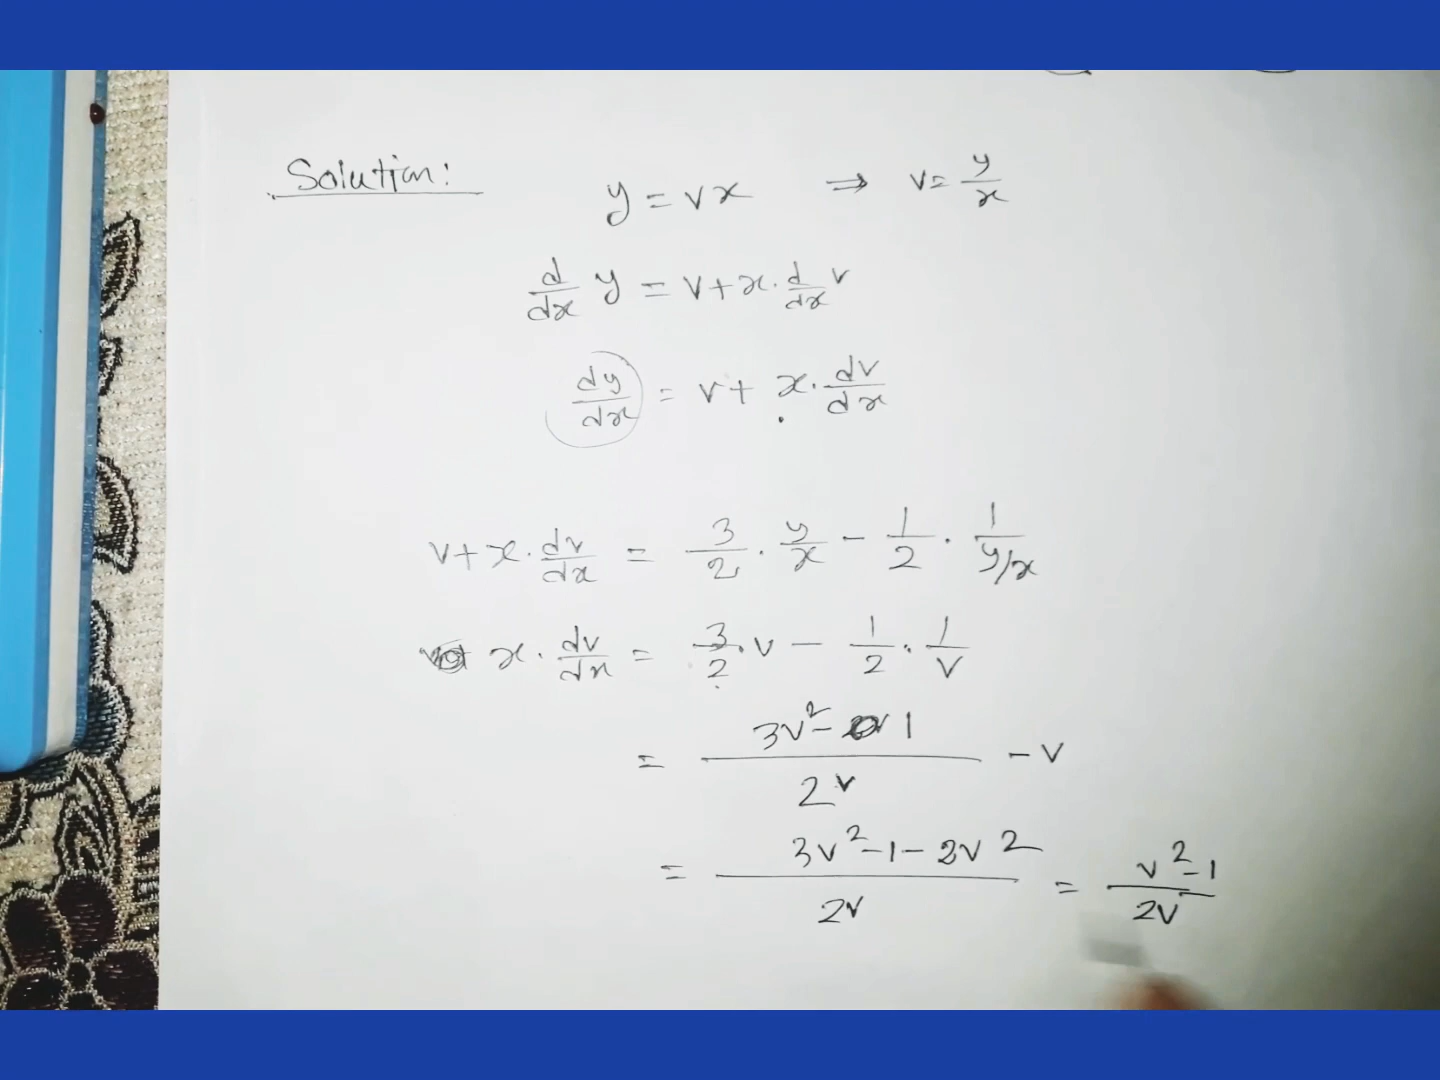 Solution:
y = vx ⇒ v = y/x
d/dx y = v + x · d/dx v
dy/dx = v + x · dv/dx
v + x · dv/dx = 3/2 · y/x − 1/2 · 1/(y/x)
x · dv/dx = 3/2 · v − 1/2 · 1/v
= (3v² − 1)/2v − v
= (3v² − 1 − 2v²)/2v = (v² − 1)/2v